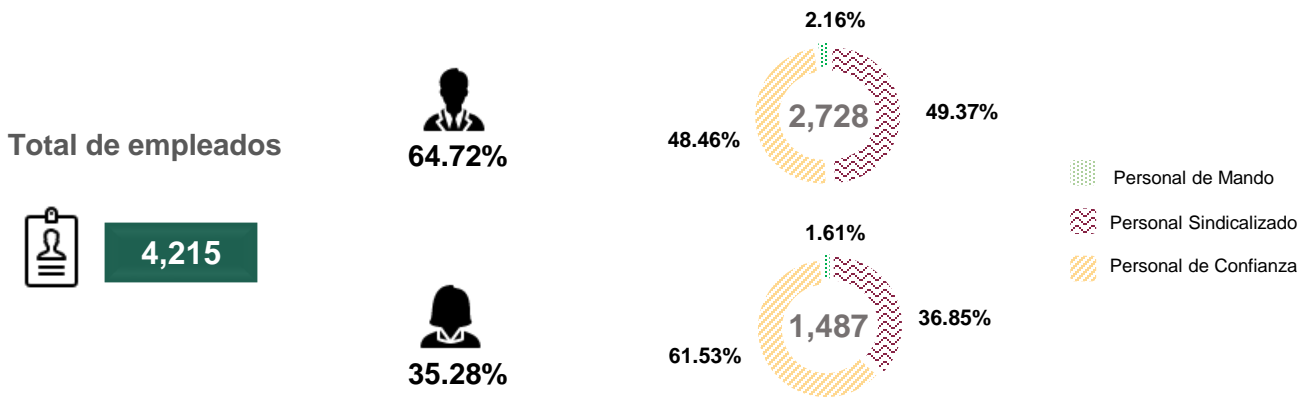 Total de empleados
4,215
64.72%
2.16%
2,728
49.37%
48.46%
35.28%
1.61%
1,487
36.85%
61.53%
Personal de Mando
Personal Sindicalizado
Personal de Confianza